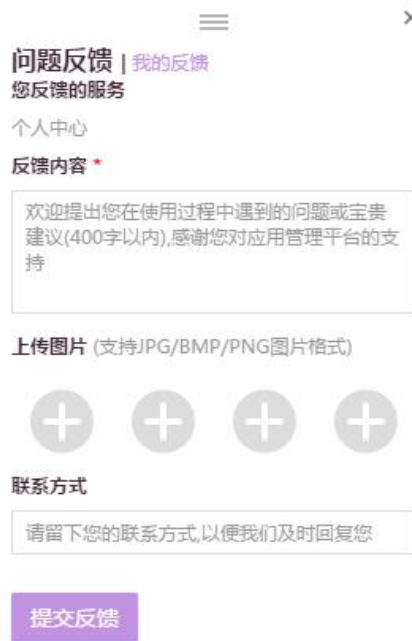 问题反馈 | 我的反馈
您反馈的服务
个人中心
反馈内容 *
欢迎提出您在使用过程中遇到的问题或宝贵
建议(400字以内),感谢您对应用管理平台的支
持
上传图片 (支持JPG/BMP/PNG图片格式)
联系方式
请留下您的联系方式,以便我们及时回复您
提交反馈